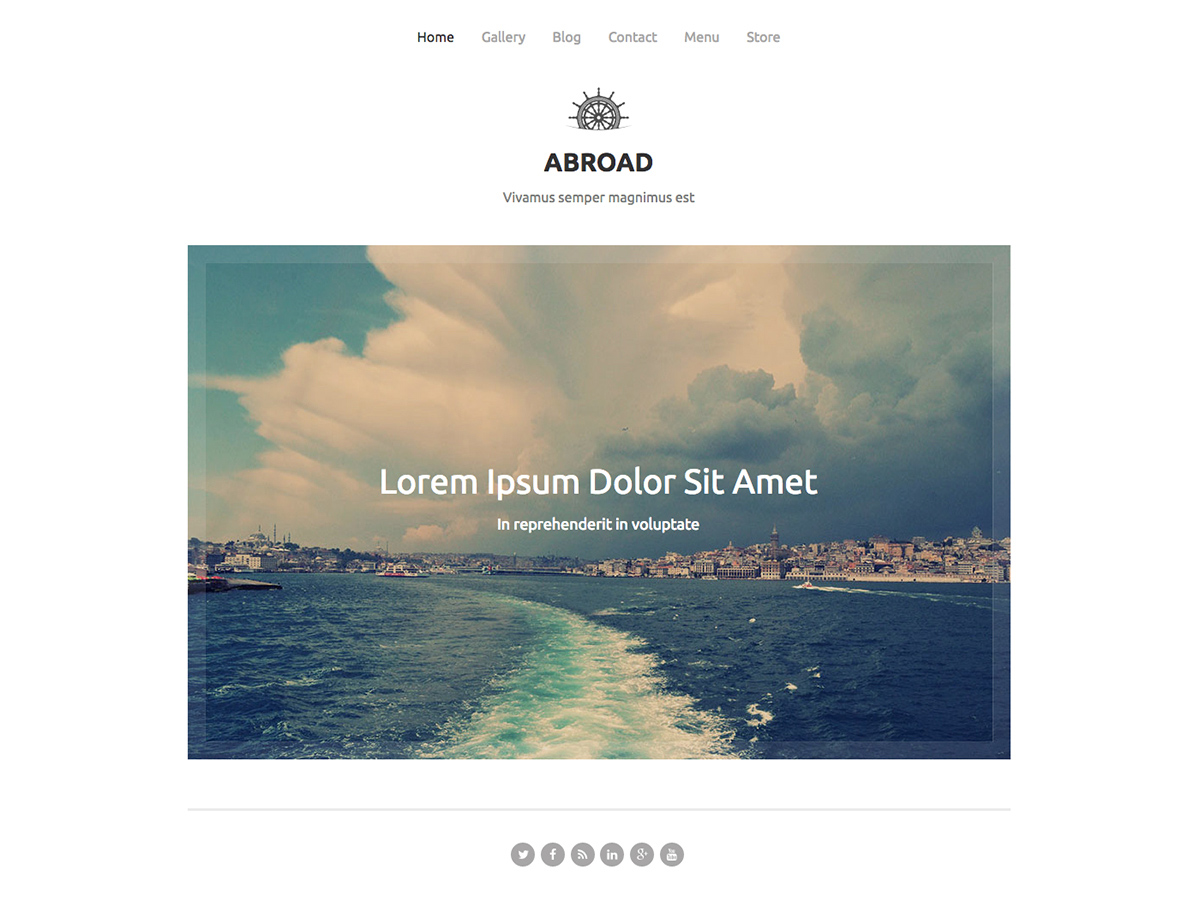 Home Gallery Blog Contact Menu Store
ABROAD
Vivamus semper magnimus est
Lorem Ipsum Dolor Sit Amet
In reprehenderit in voluptate